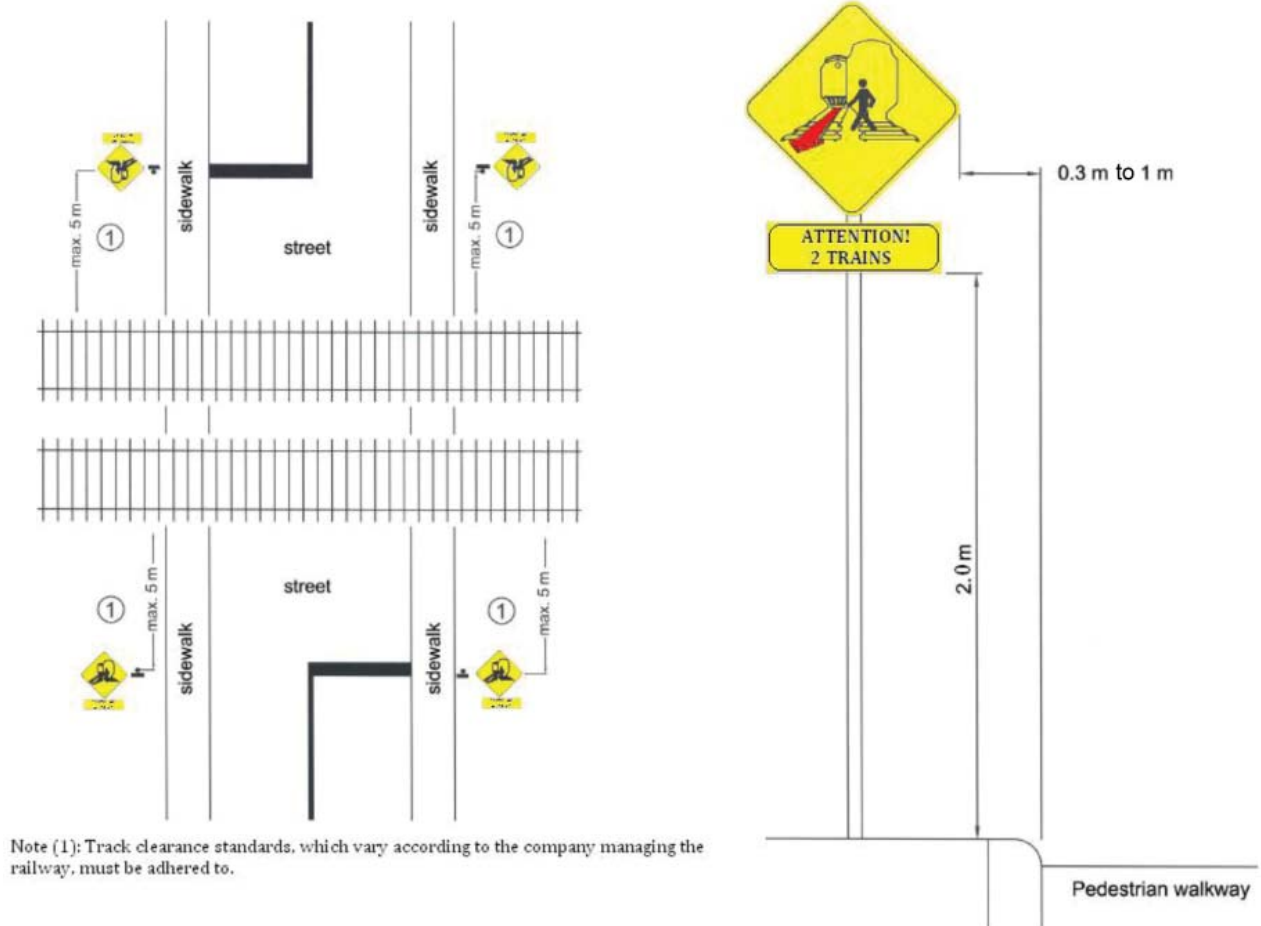 sidewalk
sidewalk
max. 5 m
1
max. 5 m
1
street
street
max. 5 m
1
max. 5 m
1
sidewalk
sidewalk
Note (1): Track clearance standards, which vary according to the company managing the
railway, must be adhered to.
0.3 m to 1 m
ATTENTION!
2 TRAINS
2.0 m
Pedestrian walkway